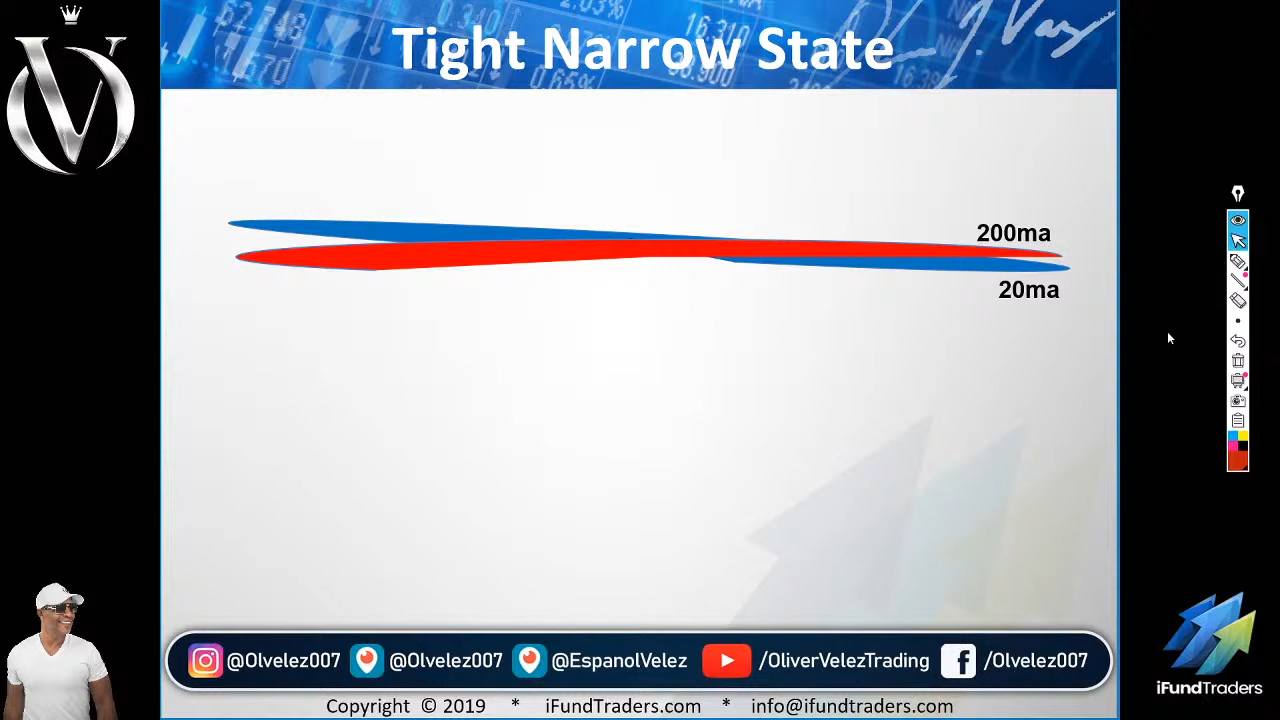 Tight Narrow State
200ma
20ma
@Olvelez007 @Olvelez007 @EspanolVelez /OliverVelezTrading /Olvelez007
Copyright © 2019 * iFundTraders.com * info@ifundtraders.com
iFundTraders